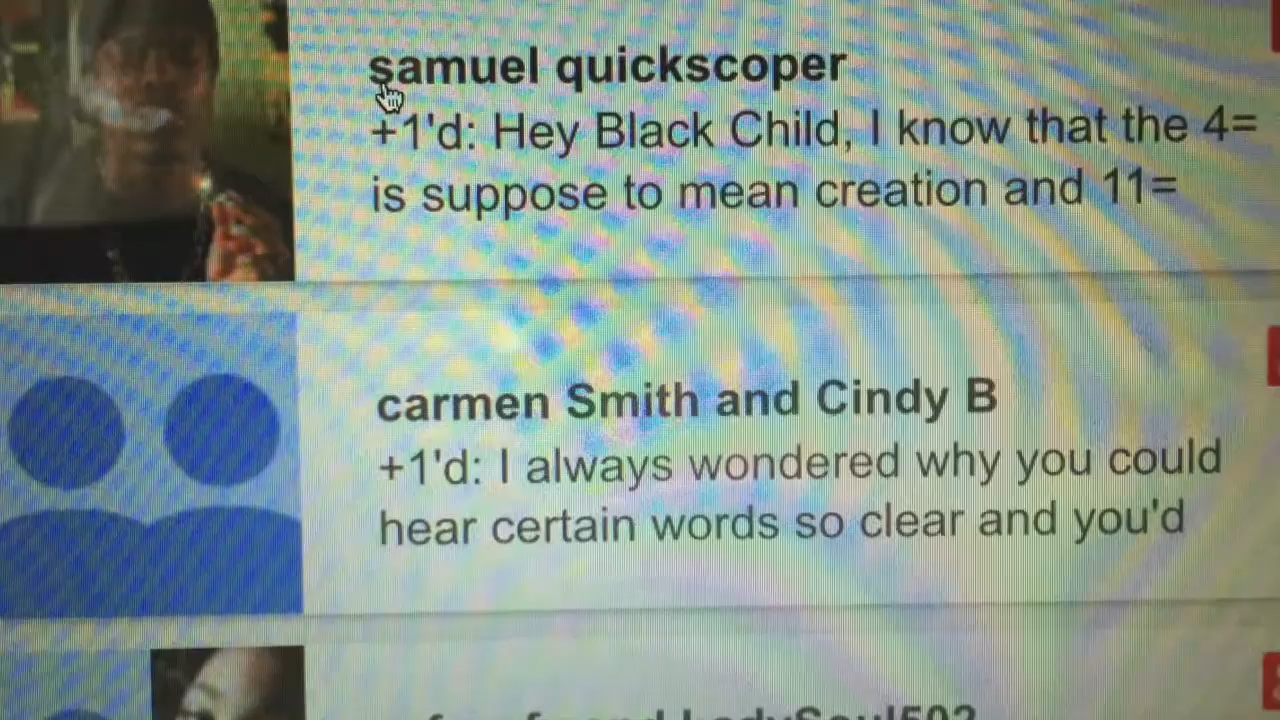 samuel quickscoper
+1'd: Hey Black Child, I know that the 4=
is suppose to mean creation and 11=
carmen Smith and Cindy B
+1'd: I always wondered why you could
hear certain words so clear and you'd